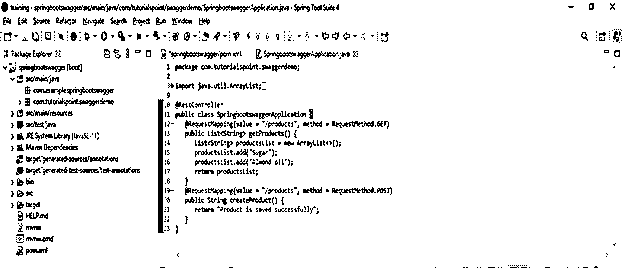 training - springbootswagger/src/main/java/com/tutorialspoint/swaggerdemo/SpringbootswaggerApplication.java - Spring Tool Suite 4
File Edit Source Refactor Navigate Search Project Run Window Help
Package Explorer
springbootswagger/pom.xml
SpringbootswaggerApplication.java
springbootswagger [boot]
src/main/java
com.example.springbootswagger
com.tutorialspoint.swaggerdemo
src/main/resources
src/test/java
JRE System Library [JavaSE-11]
Maven Dependencies
target/generated-sources/annotations
target/generated-test-sources/test-annotations
bin
src
target
HELP.md
mvnw
mvnw.cmd
pom.xml
1 package com.tutorialspoint.swaggerdemo;
2
import java.util.ArrayList;
@RestController
public class SpringbootswaggerApplication {
@RequestMapping(value = "/products", method = RequestMethod.GET)
public List<String> getProducts() {
List<String> productsList = new ArrayList<>();
productsList.add("Sugar");
productsList.add("Almond oil");
return productsList;
}
@RequestMapping(value = "/products", method = RequestMethod.POST)
public String createProduct() {
return "Product is saved successfully";
}
}